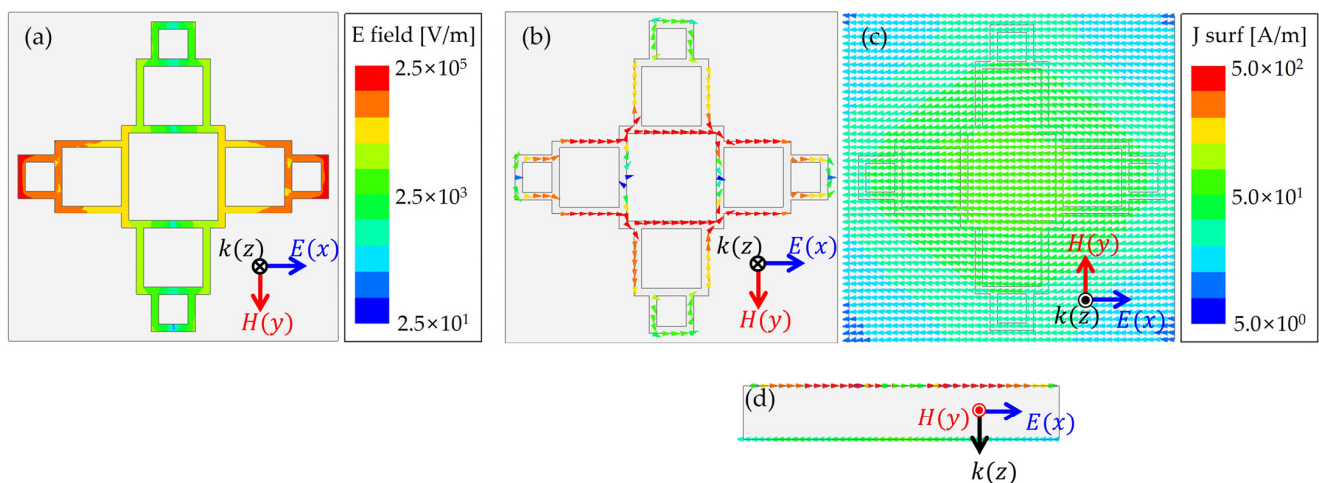 (a)
k(z)
E(x)
H(y)
E field [V/m]
2.5×10⁵
2.5×10³
2.5×10¹
(b)
k(z)
E(x)
H(y)
(c)
H(y)
k(z)
E(x)
J surf [A/m]
5.0×10²
5.0×10¹
5.0×10⁰
(d)
H(y)
E(x)
k(z)